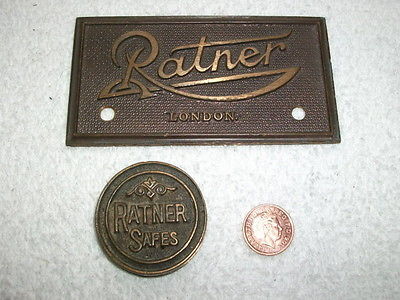 Ratner
LONDON.
RATNER
SAFES